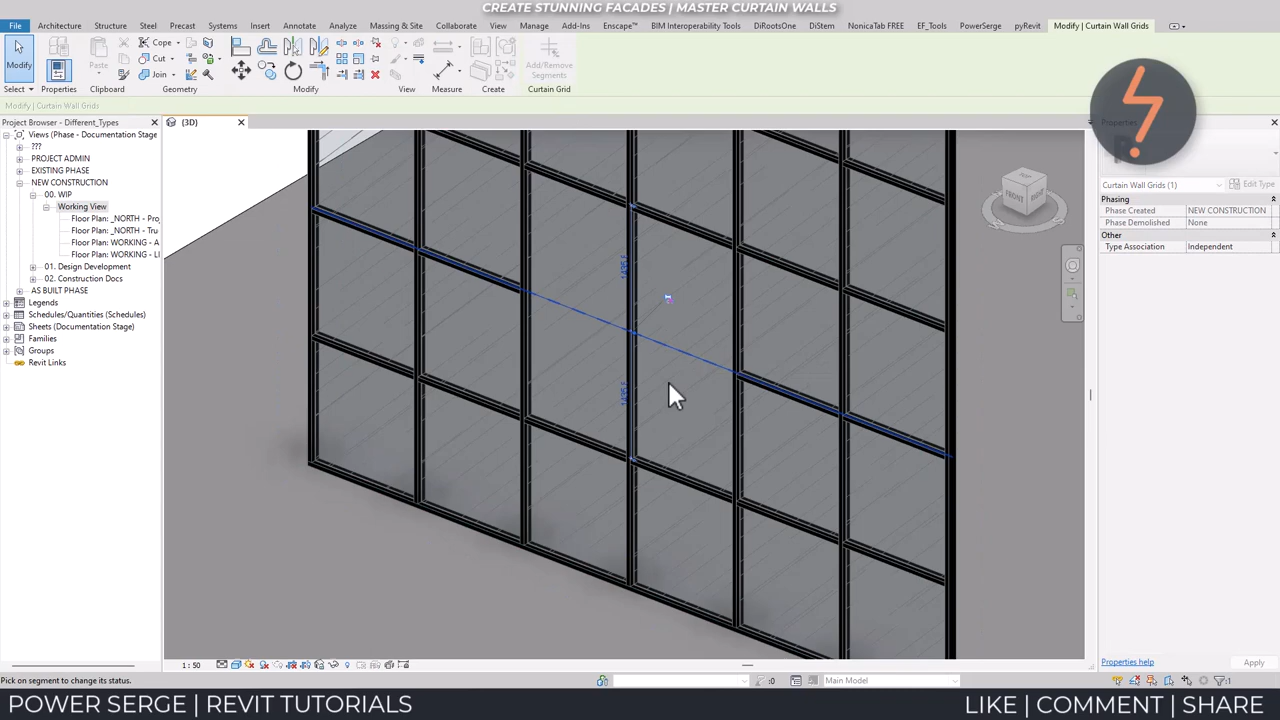 CREATE STUNNING FACADES | MASTER CURTAIN WALLS
File Architecture Structure Steel Precast Systems Insert Annotate Analyze Massing & Site Collaborate View Manage Add-Ins Enscape™ BIM Interoperability Tools DiRootsOne DiStem NonicaTab FREE EF_Tools PowerSerge pyRevit Modify | Curtain Wall Grids
Modify Paste Cope Cut Join Add/Remove Segments
Select Properties Clipboard Geometry Modify View Measure Create Curtain Grid
Modify | Curtain Wall Grids
Project Browser - Different_Types
{3D}
Properties
Views (Phase - Documentation Stage
???
PROJECT ADMIN
EXISTING PHASE
NEW CONSTRUCTION
00. WIP
Working View
Floor Plan: _NORTH - Pro
Floor Plan: _NORTH - Tru
Floor Plan: WORKING - A
Floor Plan: WORKING - LI
01. Design Development
02. Construction Docs
AS BUILT PHASE
Legends
Schedules/Quantities (Schedules)
Sheets (Documentation Stage)
Families
Groups
Revit Links
TOP
FRONT
RIGHT
Curtain Wall Grids (1) Edit Type
Phasing
Phase Created NEW CONSTRUCTION
Phase Demolished None
Other
Type Association Independent
Properties help
Apply
1 : 50
Pick on segment to change its status.
:0
Main Model
:1
POWER SERGE | REVIT TUTORIALS
LIKE | COMMENT | SHARE